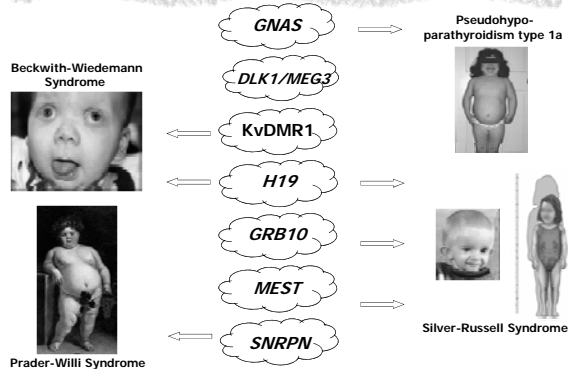 GNAS
Pseudohypo-
parathyroidism type 1a
Beckwith-Wiedemann
Syndrome
DLK1/MEG3
KvDMR1
H19
GRB10
MEST
Silver-Russell Syndrome
SNRPN
Prader-Willi Syndrome